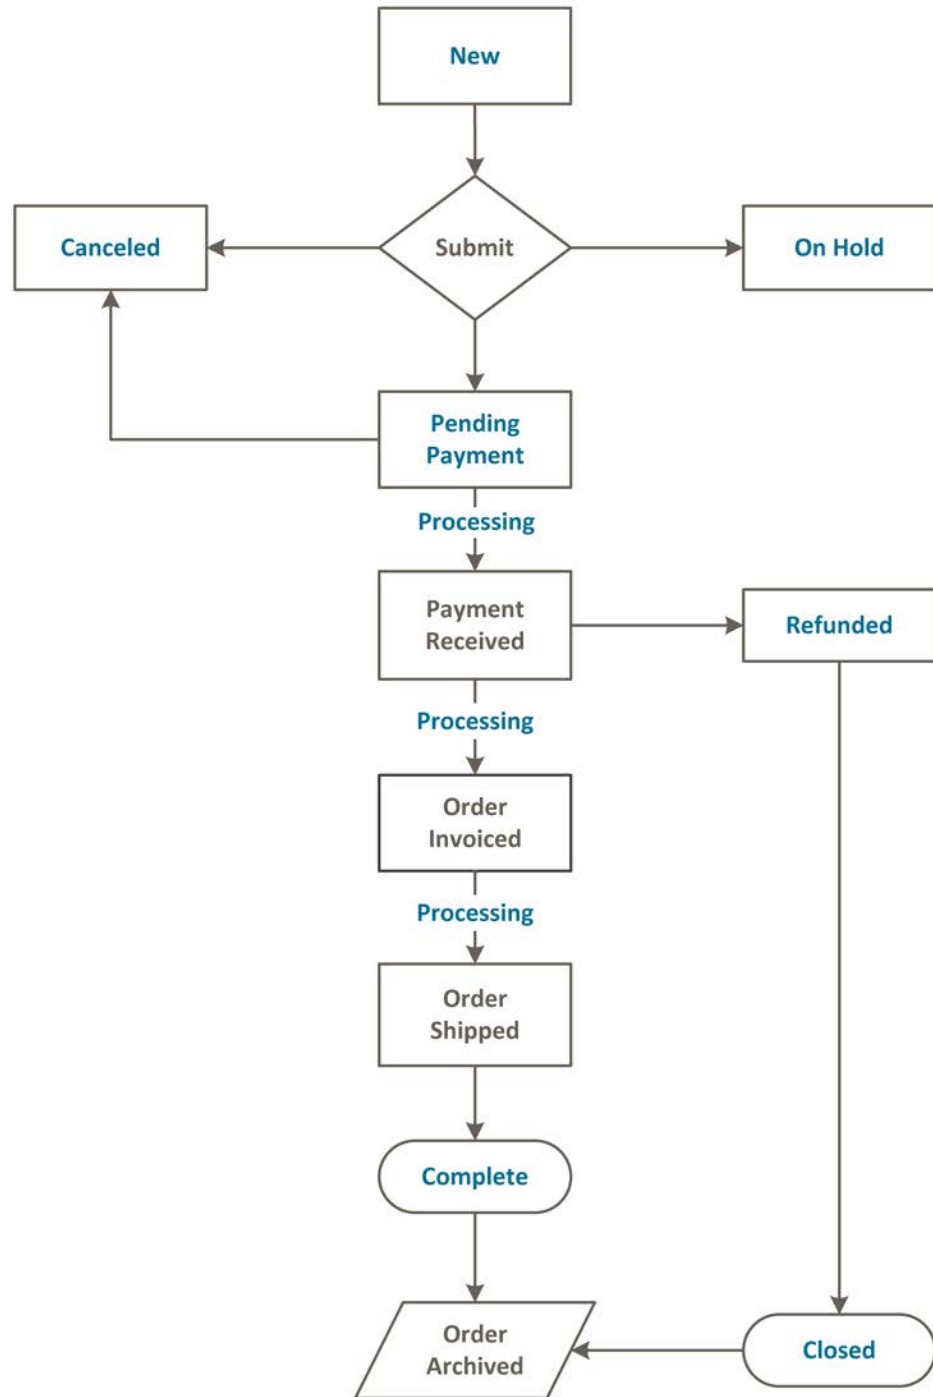 New
Canceled
Submit
On Hold
Pending
Payment
Processing
Payment
Received
Refunded
Processing
Order
Invoiced
Processing
Order
Shipped
Complete
Order
Archived
Closed